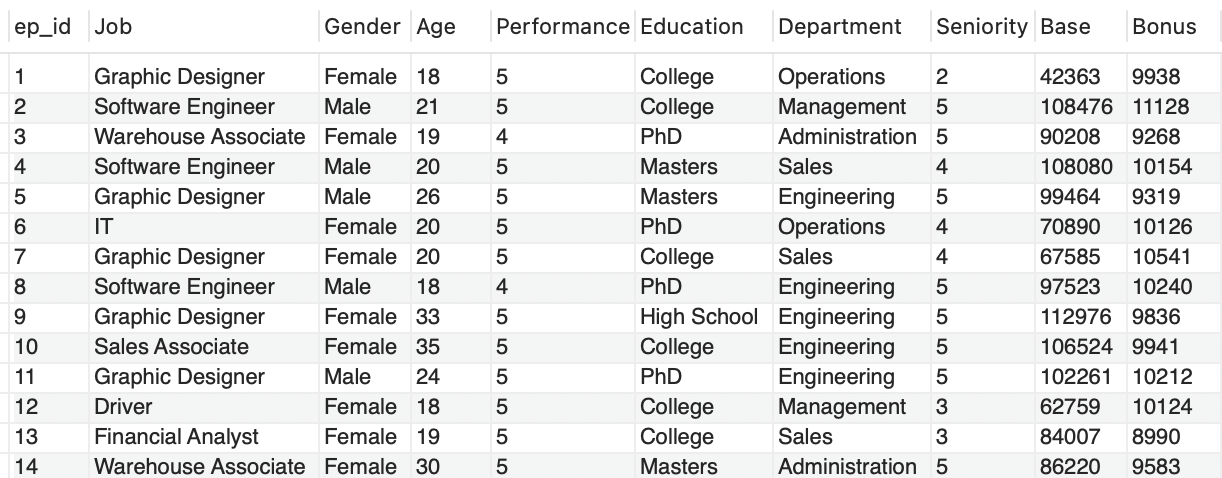 ep_id Job Gender Age Performance Education Department Seniority Base Bonus
1 Graphic Designer Female 18 5 College Operations 2 42363 9938
2 Software Engineer Male 21 5 College Management 5 108476 11128
3 Warehouse Associate Female 19 4 PhD Administration 5 90208 9268
4 Software Engineer Male 20 5 Masters Sales 4 108080 10154
5 Graphic Designer Male 26 5 Masters Engineering 5 99464 9319
6 IT Female 20 5 PhD Operations 4 70890 10126
7 Graphic Designer Female 20 5 College Sales 4 67585 10541
8 Software Engineer Male 18 4 PhD Engineering 5 97523 10240
9 Graphic Designer Female 33 5 High School Engineering 5 112976 9836
10 Sales Associate Female 35 5 College Engineering 5 106524 9941
11 Graphic Designer Male 24 5 PhD Engineering 5 102261 10212
12 Driver Female 18 5 College Management 3 62759 10124
13 Financial Analyst Female 19 5 College Sales 3 84007 8990
14 Warehouse Associate Female 30 5 Masters Administration 5 86220 9583